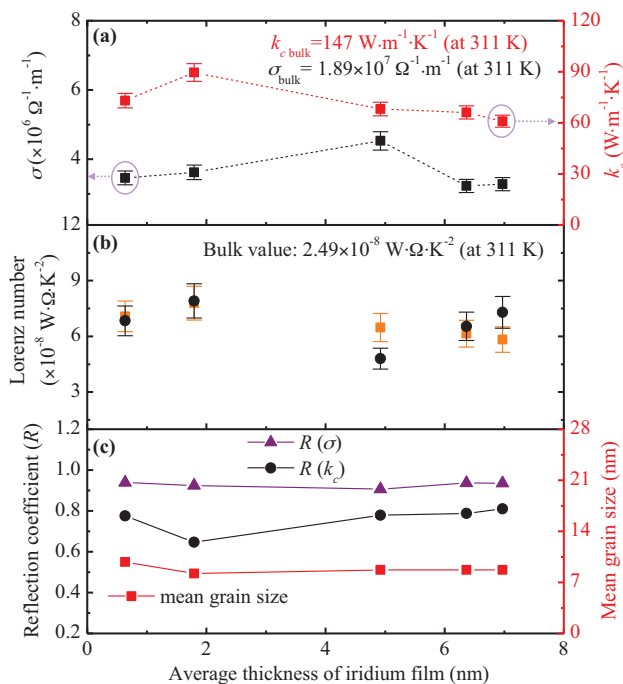 (a)
k_c bulk=147 W·m⁻¹·K⁻¹ (at 311 K)
σ_bulk= 1.89×10⁷ Ω⁻¹·m⁻¹ (at 311 K)
σ (×10⁶ Ω⁻¹·m⁻¹)
8
6
4
12
k_c (W·m⁻¹·K⁻¹)
120
90
60
30
0
(b)
Bulk value: 2.49×10⁻⁸ W·Ω·K⁻² (at 311 K)
Lorenz number
(×10⁻⁸ W·Ω·K⁻²)
9
6
3
(c)
R (σ)
R (k_c)
mean grain size
Reflection coefficient (R)
1.2
1.0
0.8
0.6
0.4
0.2
Mean grain size (nm)
28
21
14
7
0
0 2 4 6 8
Average thickness of iridium film (nm)